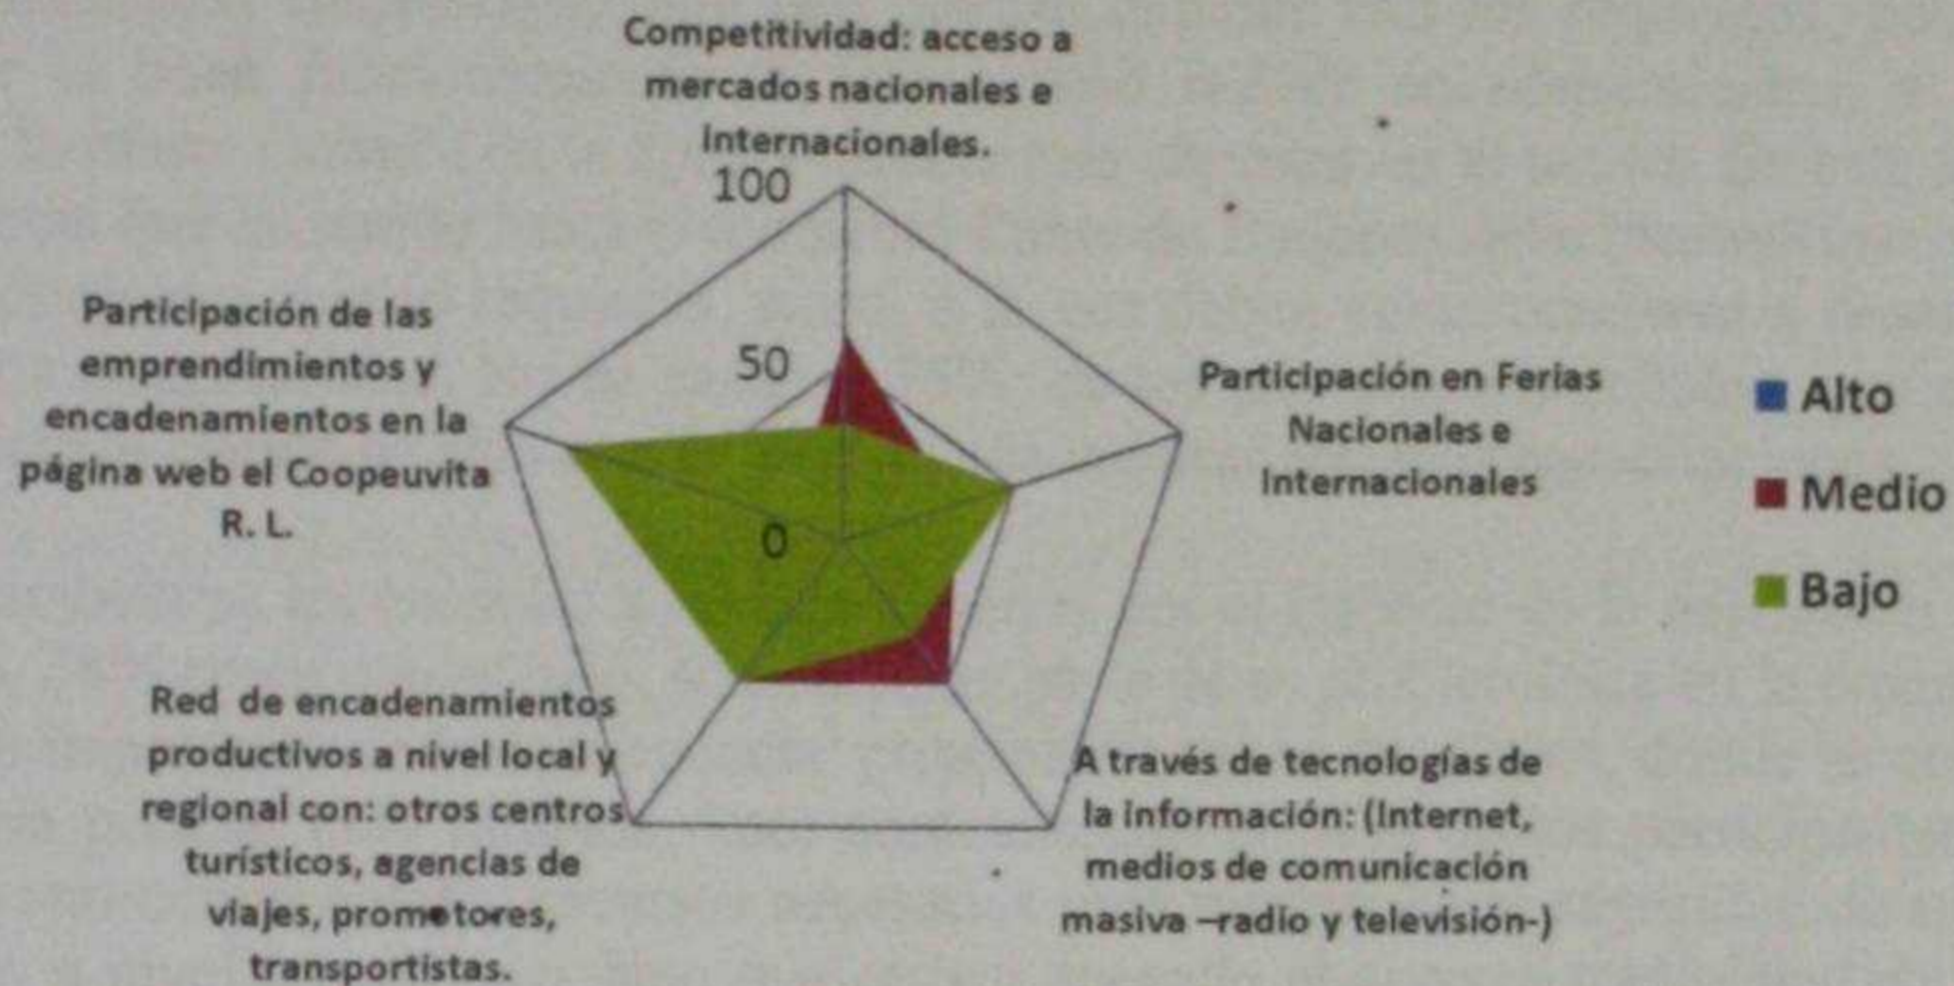 Competitividad: acceso a
mercados nacionales e
Internacionales.
100
50
0
Participación en Ferias
Nacionales e
Internacionales
A través de tecnologías de
la información: (Internet,
medios de comunicación
masiva –radio y televisión-)
Red de encadenamientos
productivos a nivel local y
regional con: otros centros
turísticos, agencias de
viajes, promotores,
transportistas.
Participación de las
emprendimientos y
encadenamientos en la
página web el Coopeuvita
R. L.
Alto
Medio
Bajo